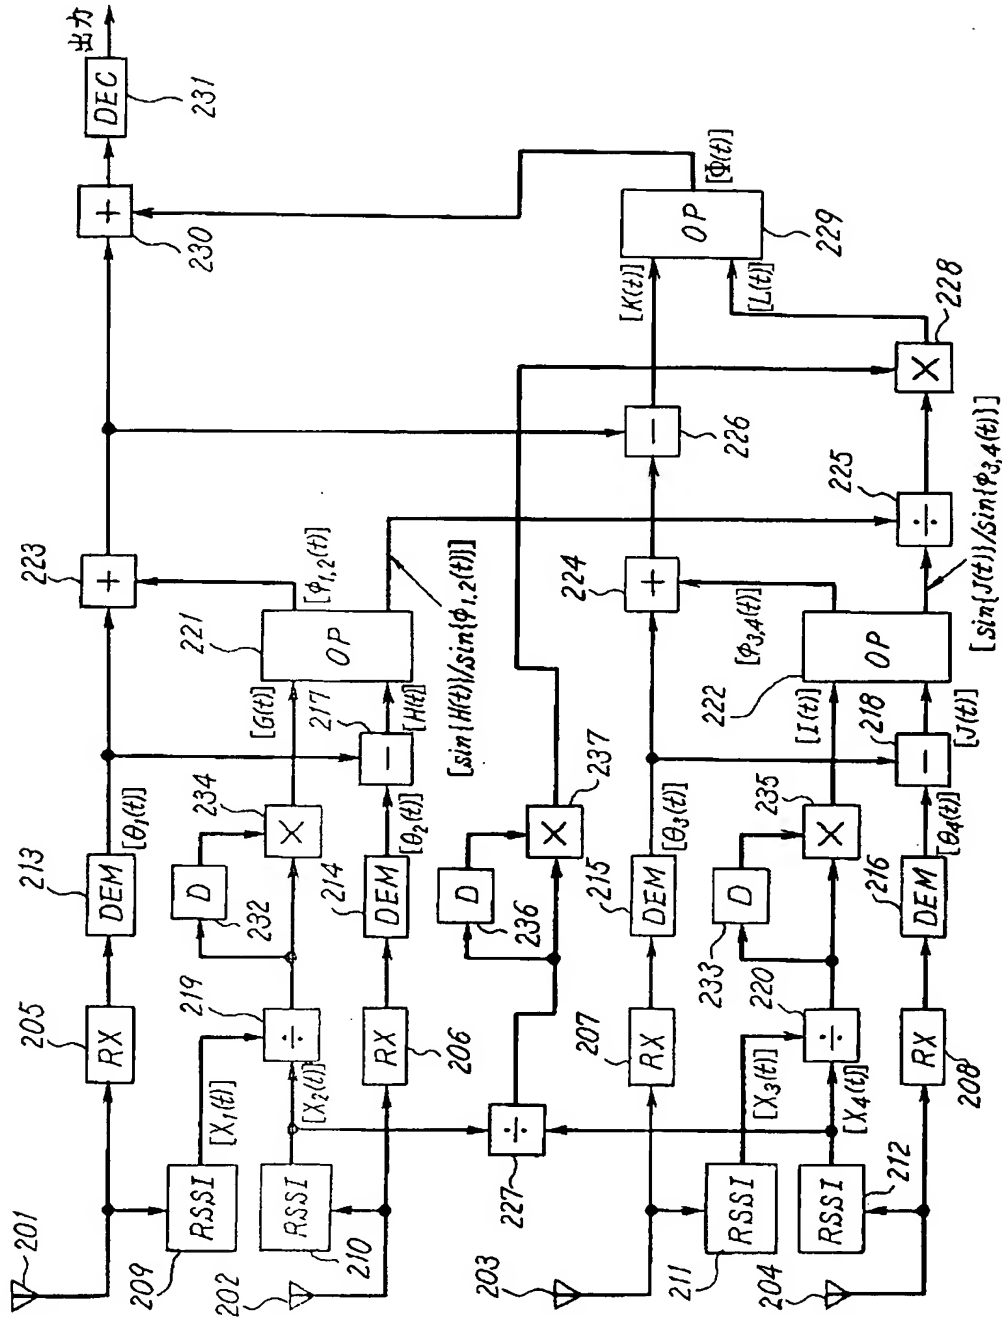 201
205
RX
213
DEM
[θ1(t)]
223
+
+
230
DEC
231
出力
209
RSSI
[X1(t)]
219
÷
D
232
234
×
[G(t)]
221
OP
[Φ1,2(t)]
202
210
RSSI
[X2(t)]
RX
206
214
DEM
[θ2(t)]
217
−
[H(t)]
[sin{H(t)}/sin{Φ1,2(t)}]
227
÷
D
236
×
237
203
207
RX
215
DEM
[θ3(t)]
224
+
−
226
[K(t)]
OP
229
[Φ(t)]
[L(t)]
211
RSSI
[X3(t)]
220
÷
D
233
235
×
[I(t)]
222
OP
[Φ3,4(t)]
225
÷
×
228
204
212
RSSI
[X4(t)]
RX
208
216
DEM
[θ4(t)]
218
−
[J(t)]
[sin{J(t)}/sin{Φ3,4(t)}]